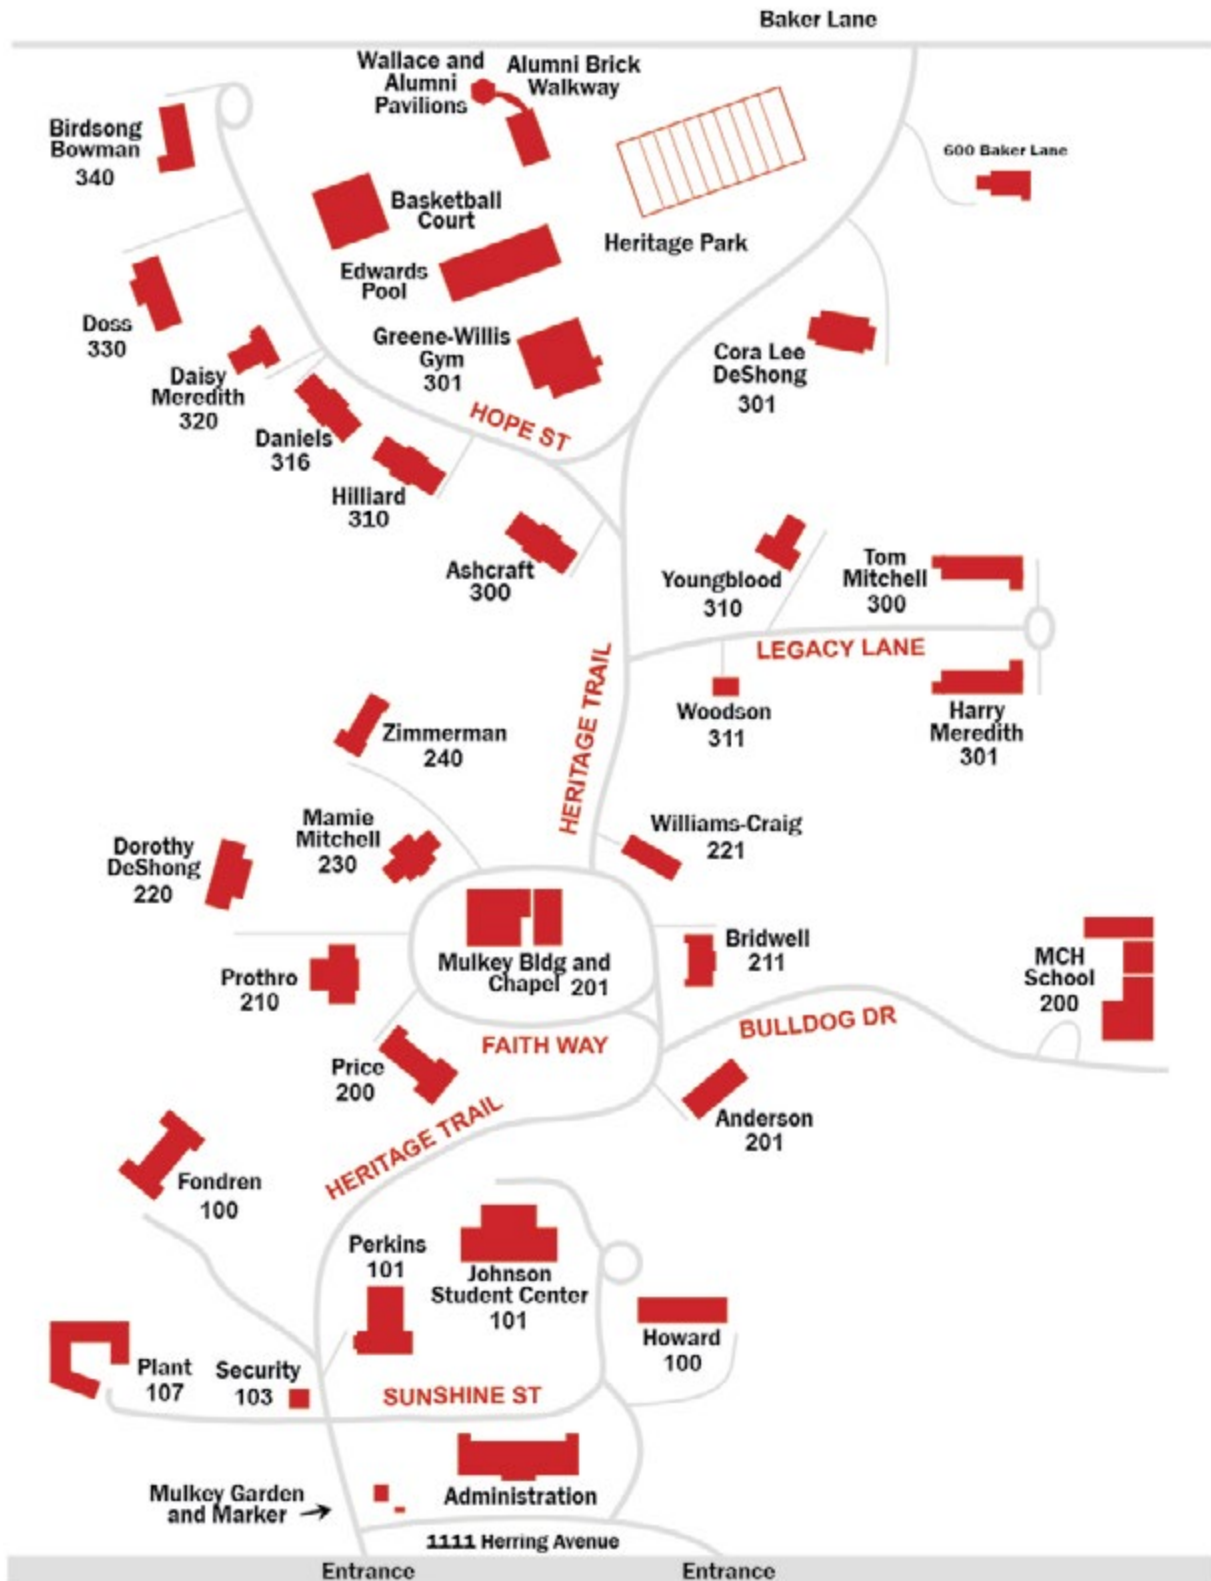 Baker Lane
Wallace and
Alumni
Pavilions
Alumni Brick
Walkway
Birdsong
Bowman
340
600 Baker Lane
Basketball
Court
Heritage Park
Edwards
Pool
Doss
330
Greene-Willis
Gym
301
Cora Lee
DeShong
301
Daisy
Meredith
320
HOPE ST
Daniels
316
Hilliard
310
Ashcraft
300
Youngblood
310
Tom
Mitchell
300
LEGACY LANE
HERITAGE TRAIL
Woodson
311
Harry
Meredith
301
Zimmerman
240
Mamie
Mitchell
230
Williams-Craig
221
Dorothy
DeShong
220
Mulkey Bldg and
Chapel 201
Bridwell
211
MCH
School
200
Prothro
210
FAITH WAY
BULLDOG DR
Price
200
Anderson
201
HERITAGE TRAIL
Fondren
100
Perkins
101
Johnson
Student Center
101
Howard
100
Plant
107
Security
103
SUNSHINE ST
Mulkey Garden
and Marker
Administration
1111 Herring Avenue
Entrance
Entrance